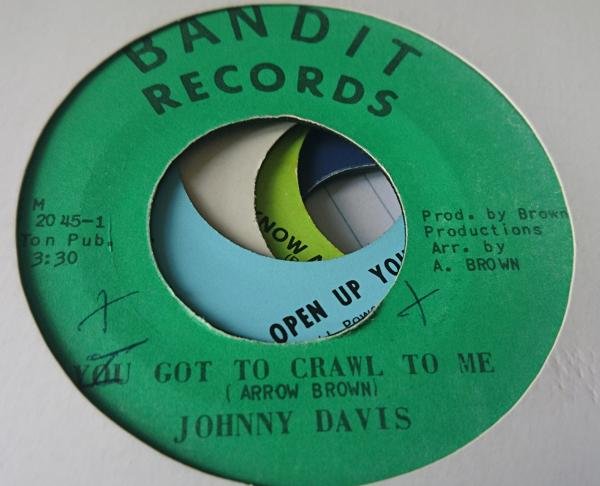 BANDIT
RECORDS
M
2045-1
Ton Pub.
3:30
Prod. by Brown
Productions
Arr. by
A. BROWN
KNOW
OPEN UP YOU
YOU GOT TO CRAWL TO ME
(ARROW BROWN)
JOHNNY DAVIS